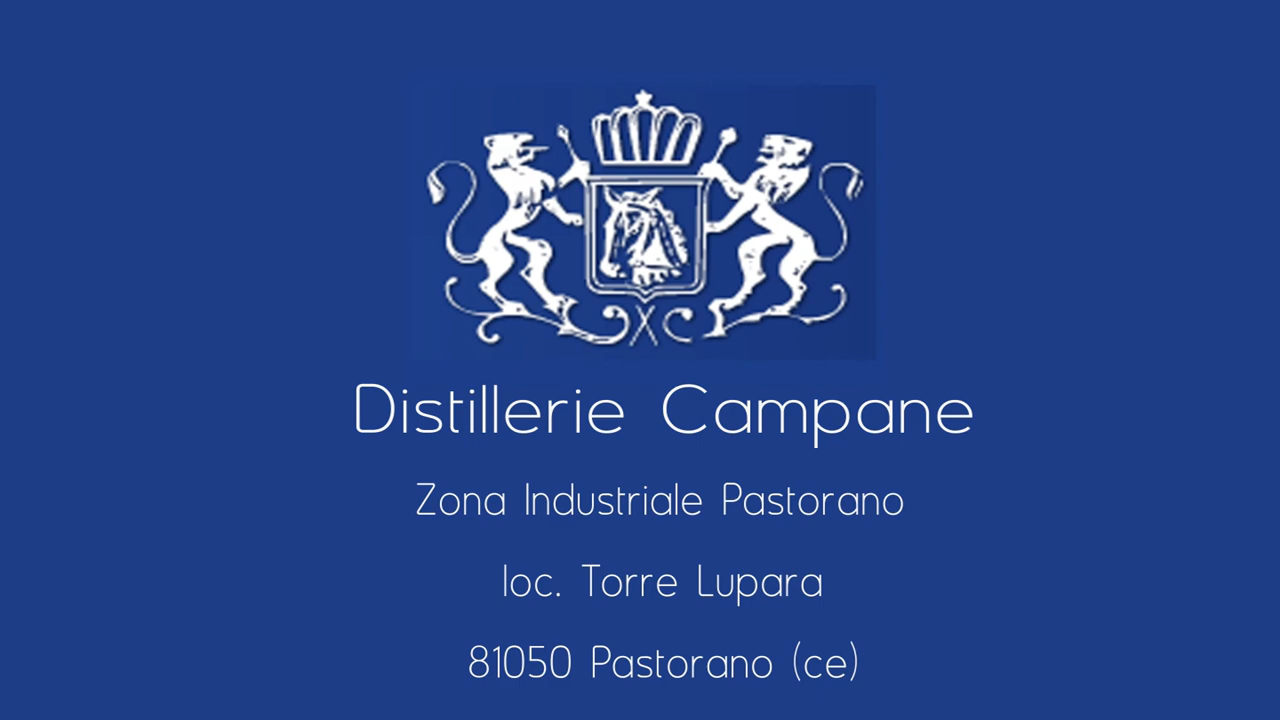 Distillerie Campane
Zona Industriale Pastorano
loc. Torre Lupara
81050 Pastorano (ce)